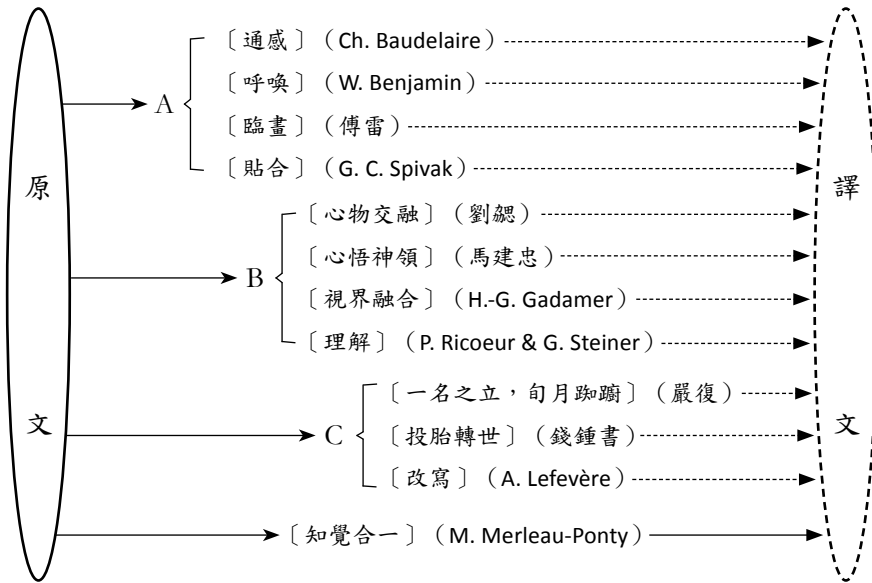 原文
A
〔通感〕（Ch. Baudelaire）
〔呼喚〕（W. Benjamin）
〔臨畫〕（傅雷）
〔貼合〕（G. C. Spivak）
B
〔心物交融〕（劉勰）
〔心悟神領〕（馬建忠）
〔視界融合〕（H.-G. Gadamer）
〔理解〕（P. Ricoeur & G. Steiner）
C
〔一名之立，旬月踟躕〕（嚴復）
〔投胎轉世〕（錢鍾書）
〔改寫〕（A. Lefevère）
〔知覺合一〕（M. Merleau-Ponty）
譯文